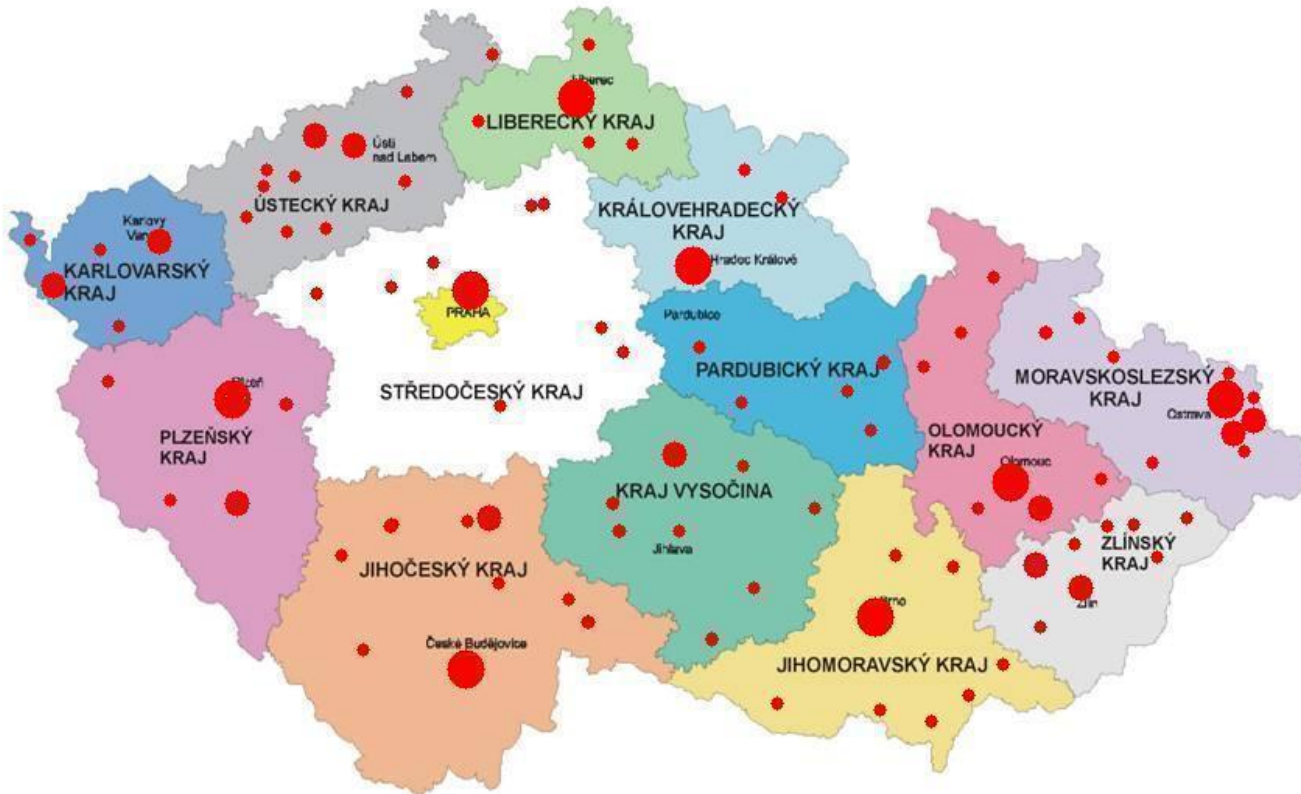 Liberec
LIBERECKÝ KRAJ
Ústí
nad Labem
ÚSTECKÝ KRAJ
KRÁLOVEHRADECKÝ
KRAJ
Karlovy
KARLOVARSKÝ
KRAJ
Hradec Králové
PRAHA
Pardubice
PARDUBICKÝ KRAJ
MORAVSKOSLEZSKÝ
KRAJ
STŘEDOČESKÝ KRAJ
Plzeň
Ostrava
PLZEŇSKÝ
KRAJ
OLOMOUCKÝ
KRAJ
Olomouc
KRAJ VYSOČINA
Jihlava
ZLÍNSKÝ
KRAJ
JIHOČESKÝ KRAJ
Zlín
Brno
České Budějovice
JIHOMORAVSKÝ KRAJ